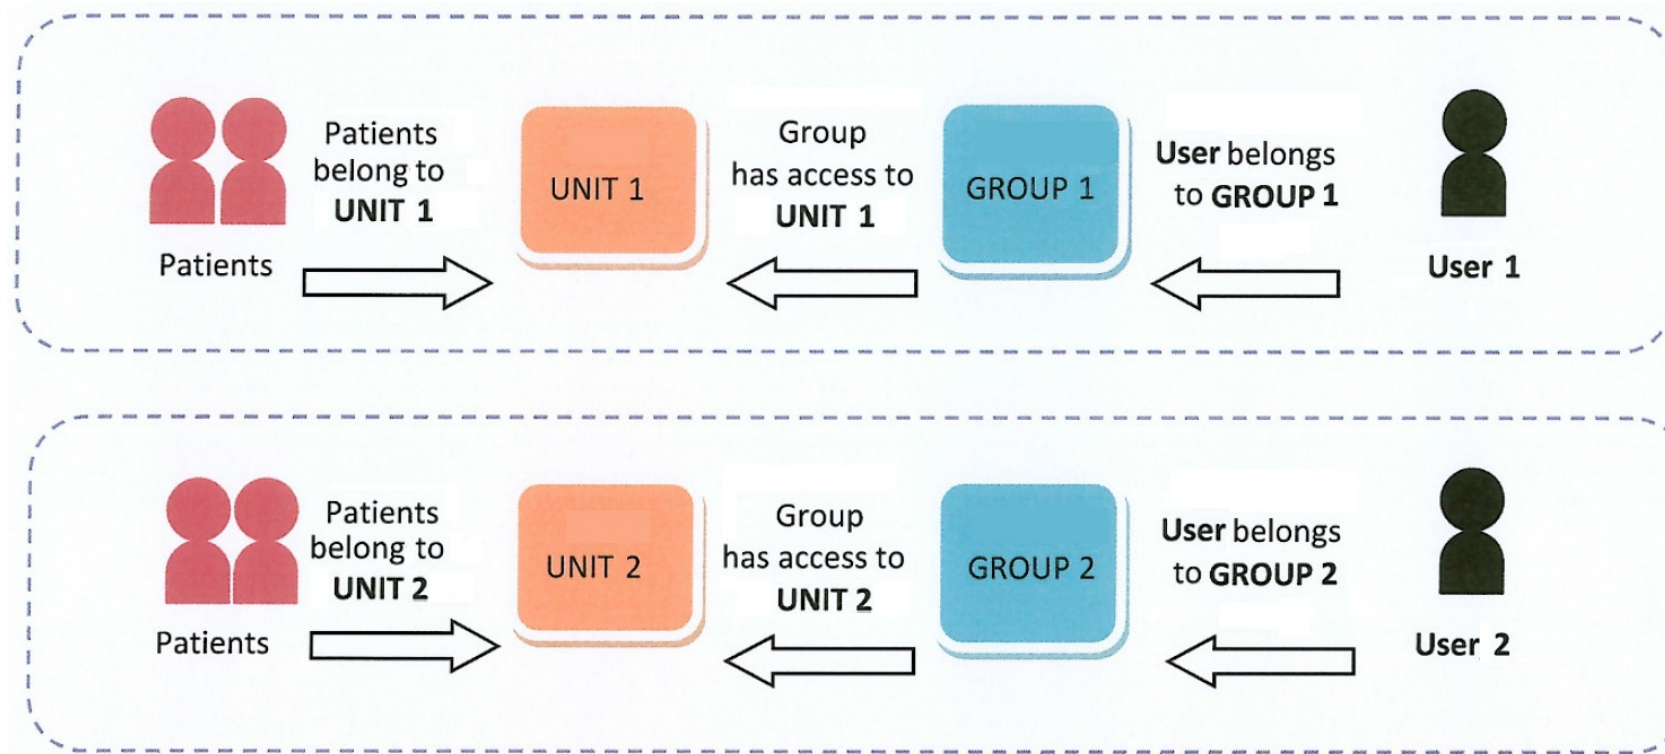 Patients
belong to
UNIT 1
Patients
UNIT 1
Group
has access to
UNIT 1
GROUP 1
User belongs
to GROUP 1
User 1
Patients
belong to
UNIT 2
Patients
UNIT 2
Group
has access to
UNIT 2
GROUP 2
User belongs
to GROUP 2
User 2